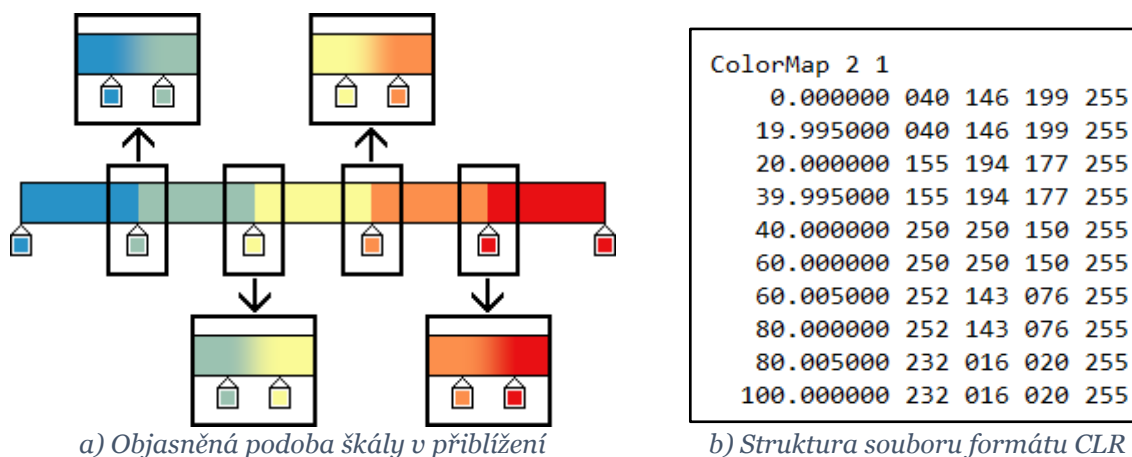 ColorMap 2 1
0.000000 040 146 199 255
19.995000 040 146 199 255
20.000000 155 194 177 255
39.995000 155 194 177 255
40.000000 250 250 150 255
60.000000 250 250 150 255
60.005000 252 143 076 255
80.000000 252 143 076 255
80.005000 232 016 020 255
100.000000 232 016 020 255
a) Objasněná podoba škály v přiblížení
b) Struktura souboru formátu CLR